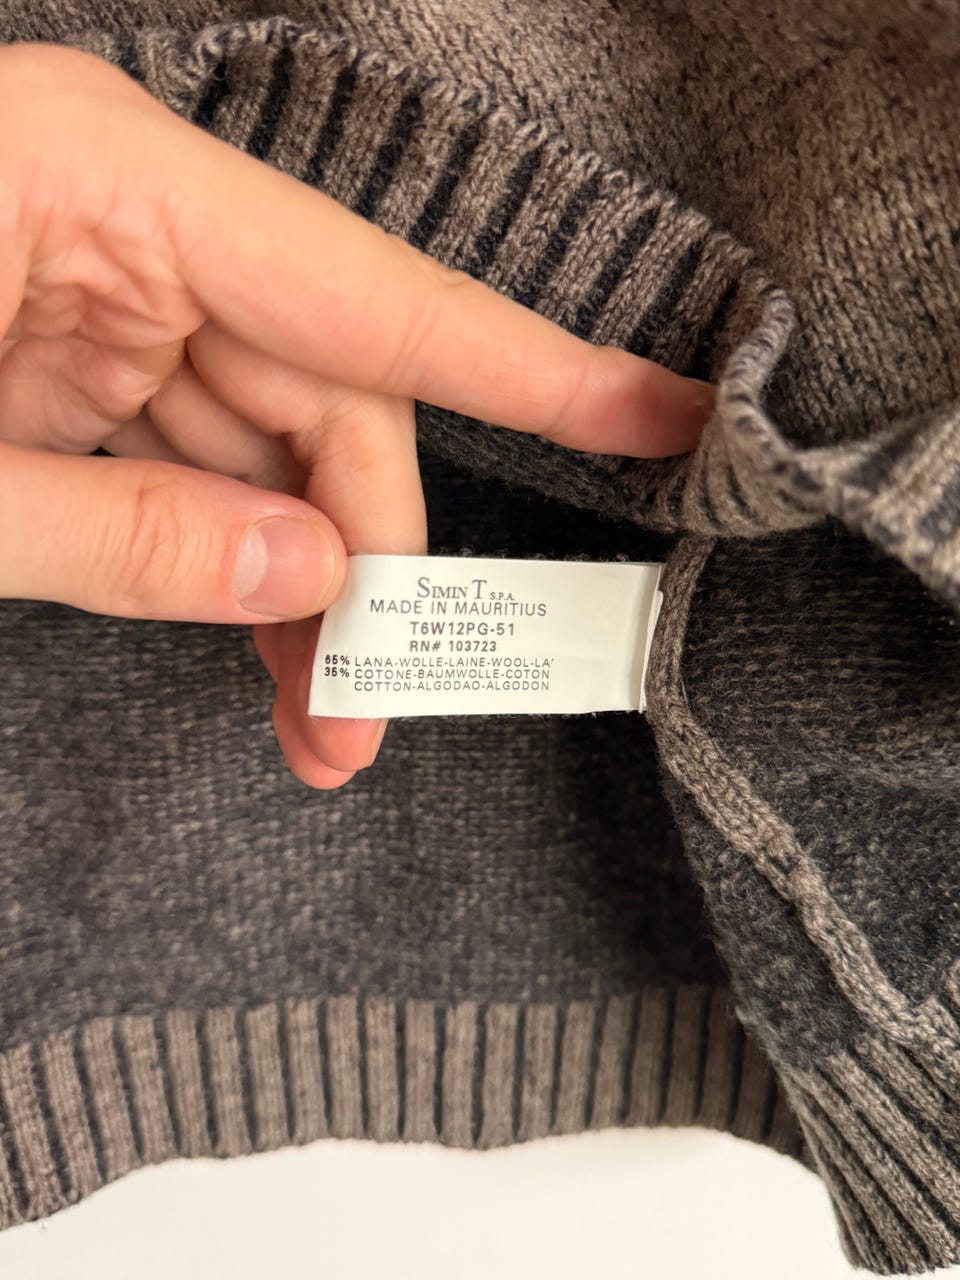 SIMIN T S.P.A.
MADE IN MAURITIUS
T6W12PG-51
RN# 103723
65% LANA-WOLLE-LAINE-WOOL-LA'
35% COTONE-BAUMWOLLE-COTON
COTTON-ALGODAO-ALGODON